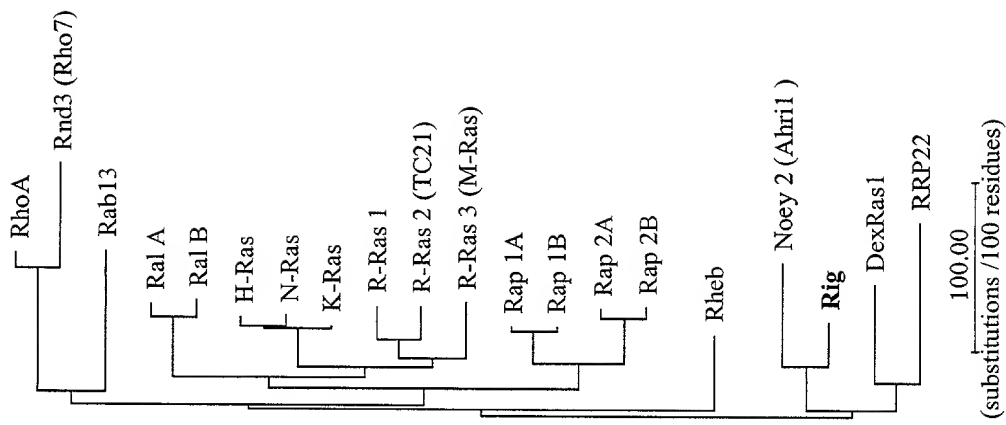 RhoA
Rnd3 (Rho7)
Rab13
Ral A
Ral B
H-Ras
N-Ras
K-Ras
R-Ras 1
R-Ras 2 (TC21)
R-Ras 3 (M-Ras)
Rap 1A
Rap 1B
Rap 2A
Rap 2B
Rheb
Noey 2 (Ahri1 )
Rig
DexRas1
RRP22
100.00
(substitutions /100 residues)